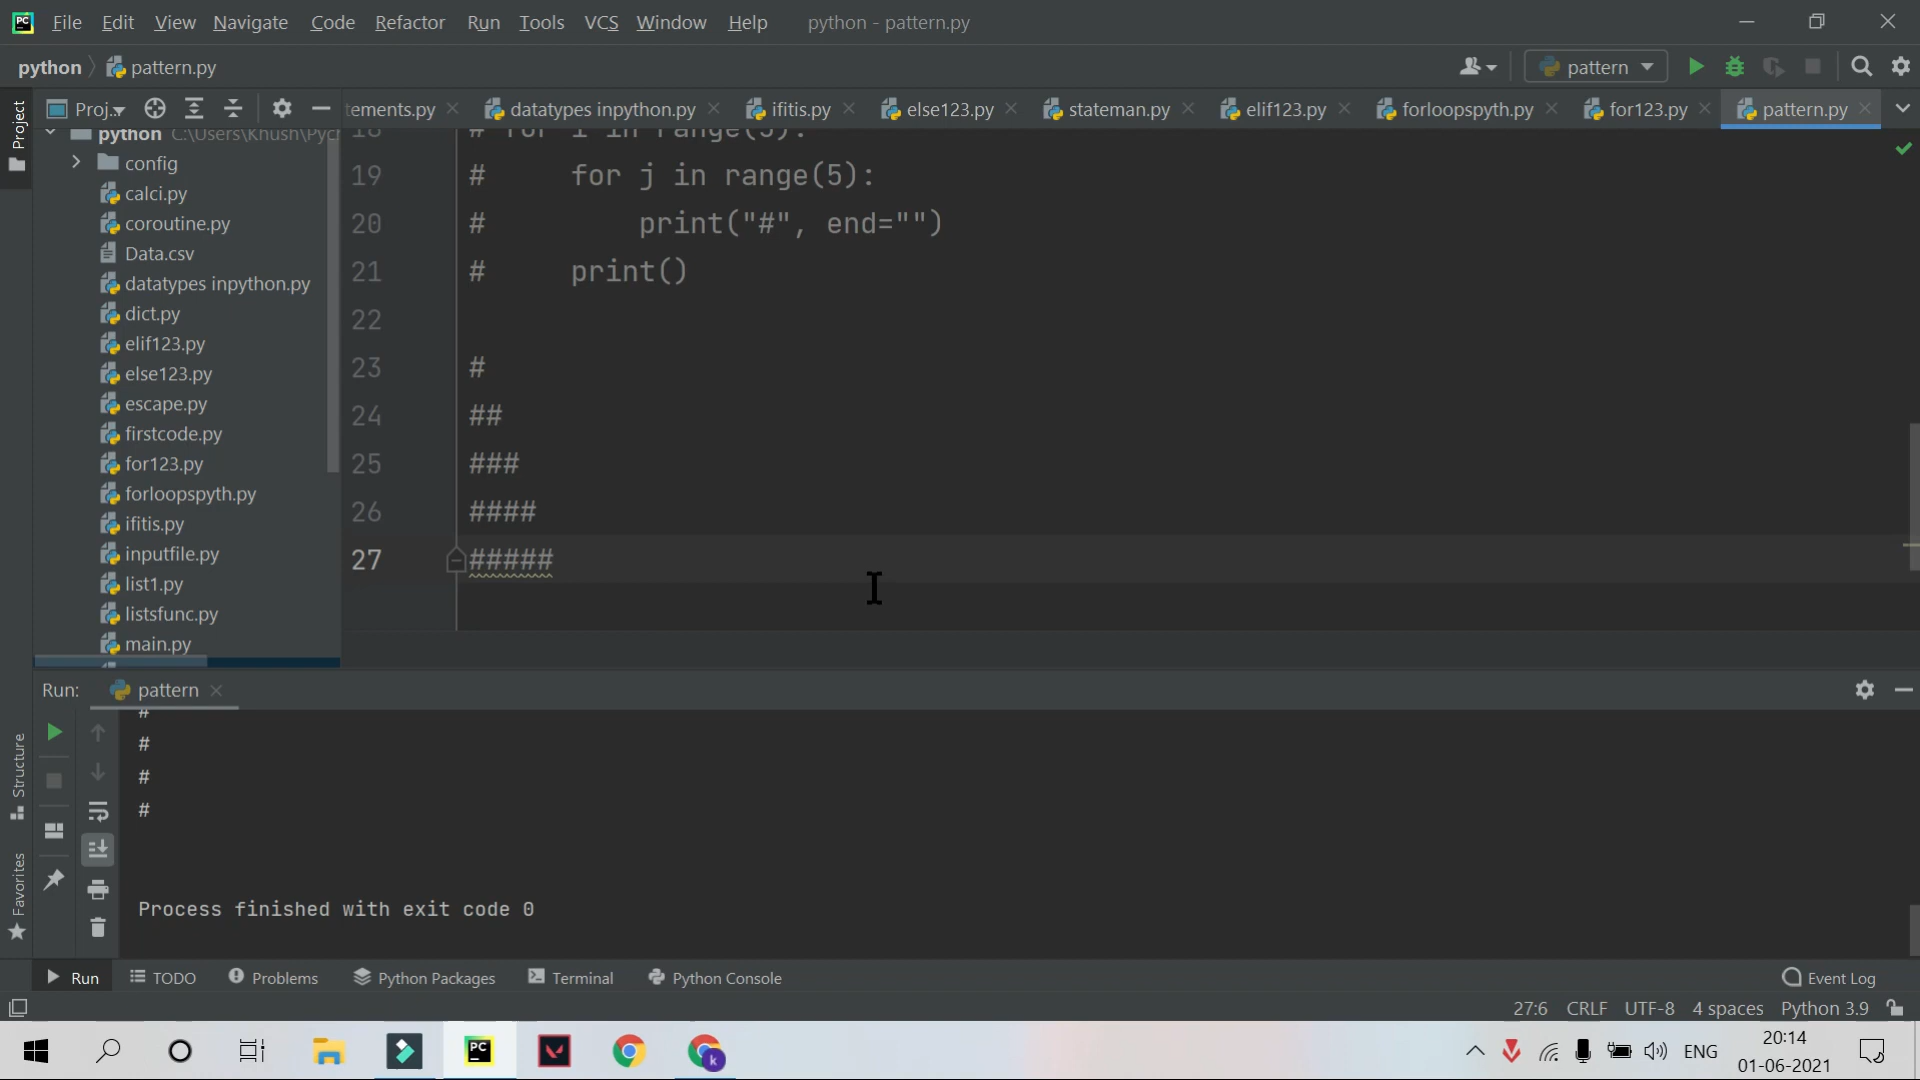 File Edit View Navigate Code Refactor Run Tools VCS Window Help python - pattern.py
python pattern.py pattern
Project
Proj... tements.py datatypes inpython.py ifitis.py else123.py stateman.py elif123.py forloopspyth.py for123.py pattern.py
python C:\Users\Khush\Pych
config
calci.py
coroutine.py
Data.csv
datatypes inpython.py
dict.py
elif123.py
else123.py
escape.py
firstcode.py
for123.py
forloopspyth.py
ifitis.py
inputfile.py
list1.py
listsfunc.py
main.py
18 # for i in range(5):
19 #     for j in range(5):
20 #         print("#", end="")
21 #     print()
22
23 #
24 ##
25 ###
26 ####
27 #####
Run: pattern
#
#
#
#
Process finished with exit code 0
Structure
Favorites
Run TODO Problems Python Packages Terminal Python Console Event Log
27:6 CRLF UTF-8 4 spaces Python 3.9
PC k ENG 20:14
01-06-2021